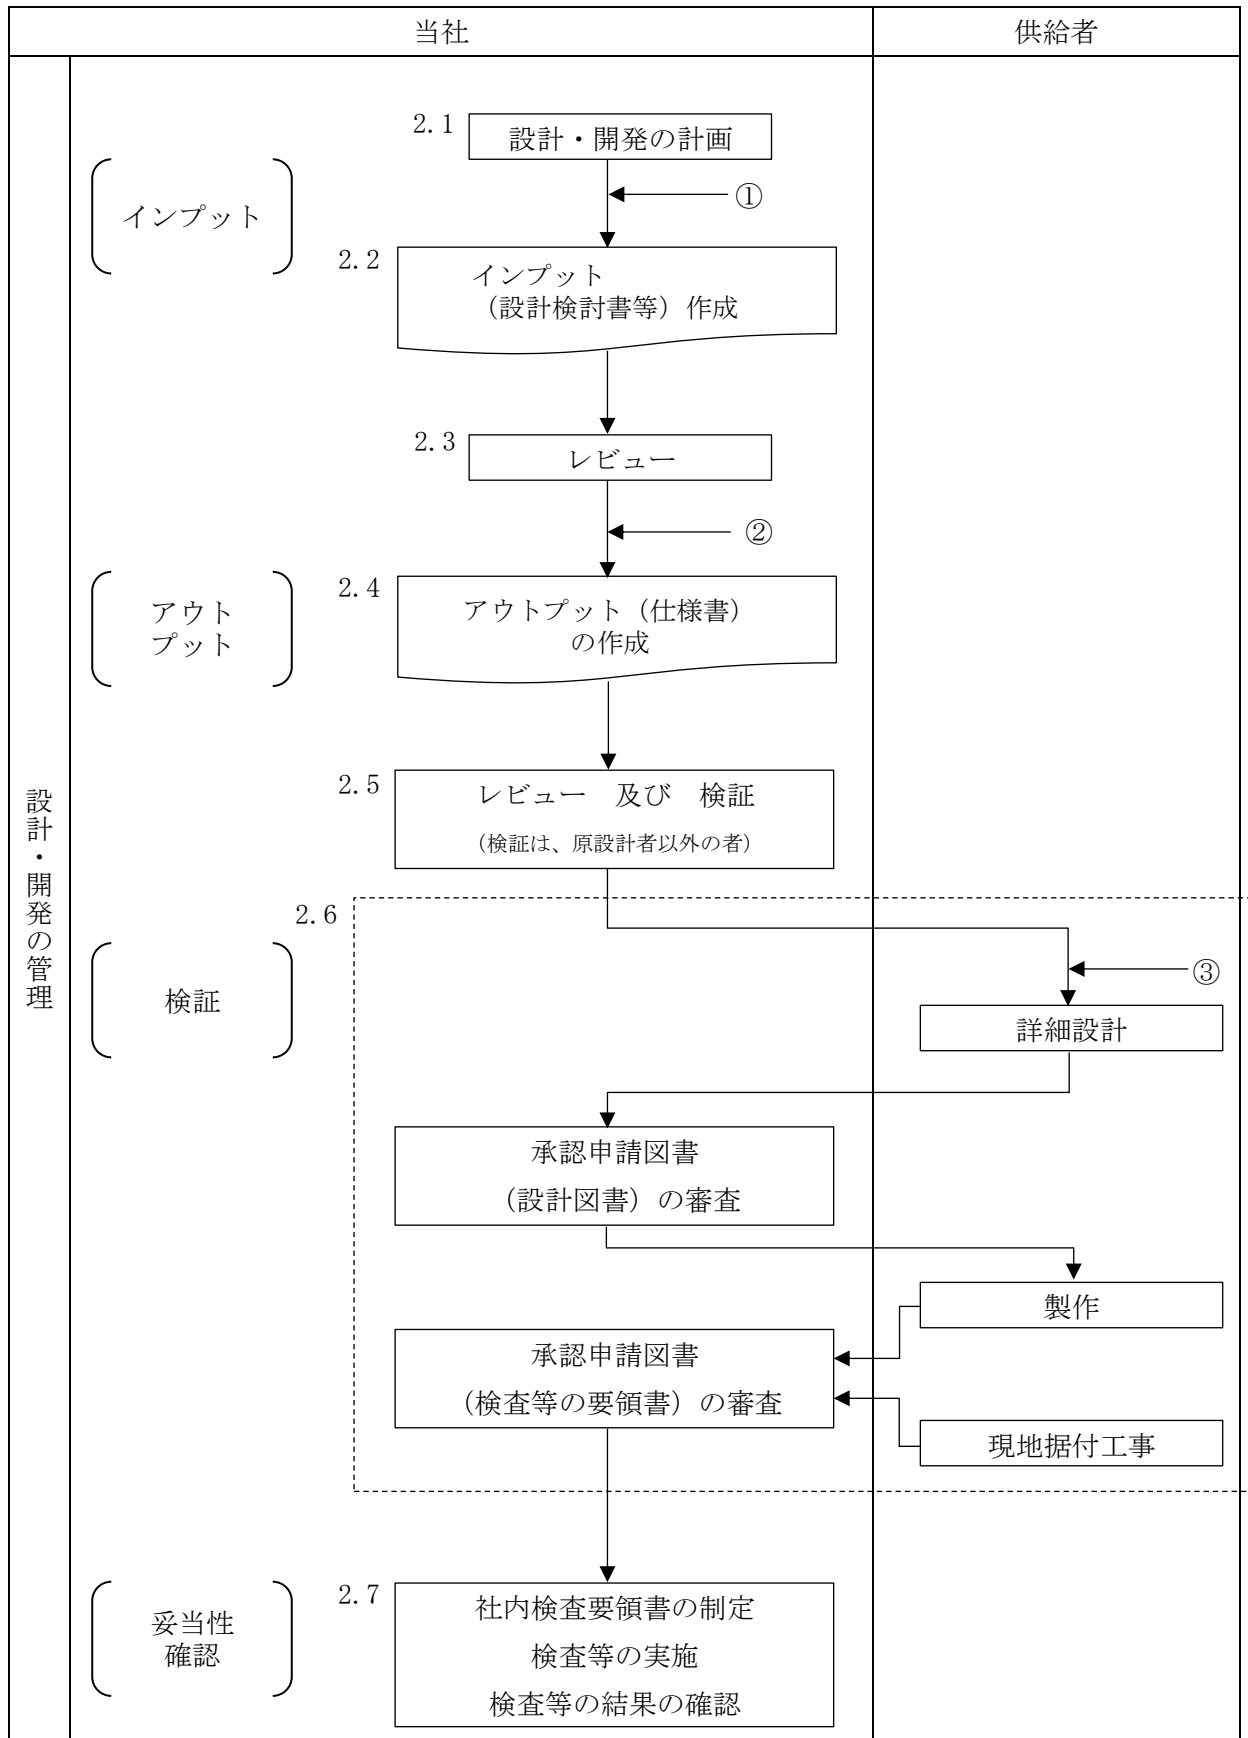 当社
供給者
設計・開発の管理
2.1
設計・開発の計画
①
インプット
2.2
インプット
（設計検討書等）作成
2.3
レビュー
②
アウト
プット
2.4
アウトプット（仕様書）
の作成
2.5
レビュー　及び　検証
（検証は、原設計者以外の者）
2.6
検証
③
詳細設計
承認申請図書
（設計図書）の審査
製作
承認申請図書
（検査等の要領書）の審査
現地据付工事
妥当性
確認
2.7
社内検査要領書の制定
検査等の実施
検査等の結果の確認